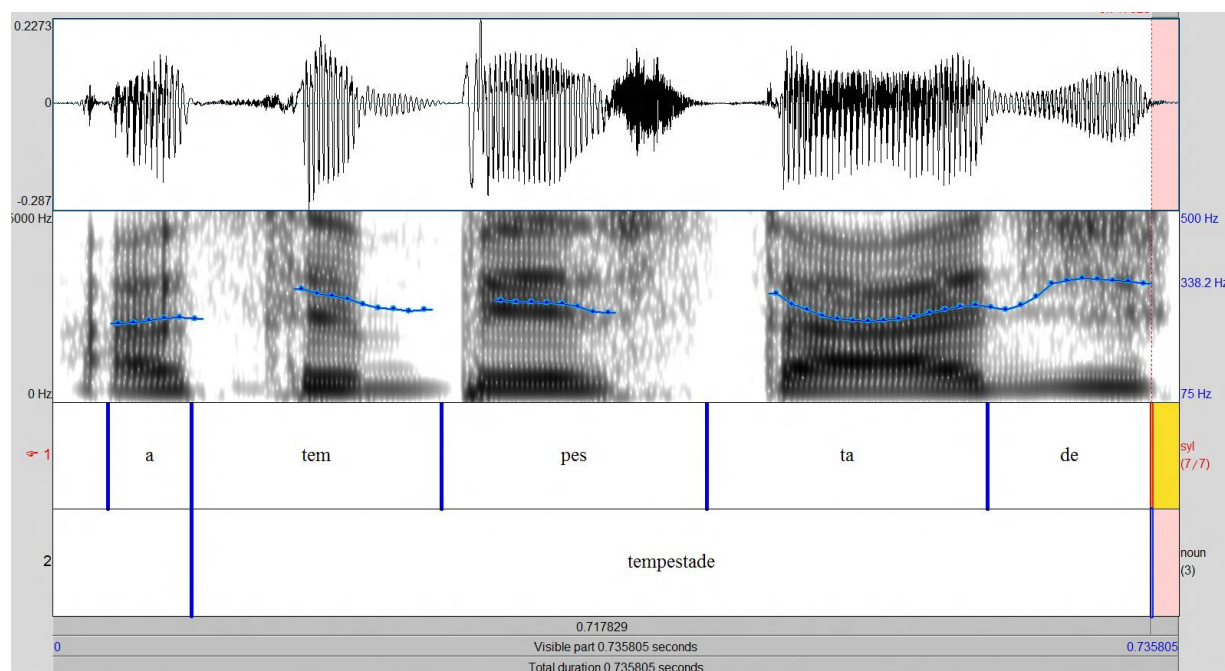 0.2273
0
-0.287
5000 Hz
500 Hz
338.2 Hz
0 Hz
75 Hz
1
a
tem
pes
ta
de
syl
(7/7)
2
tempestade
noun
(3)
0.717829
0
Visible part 0.735805 seconds
0.735805
Total duration 0.735805 seconds